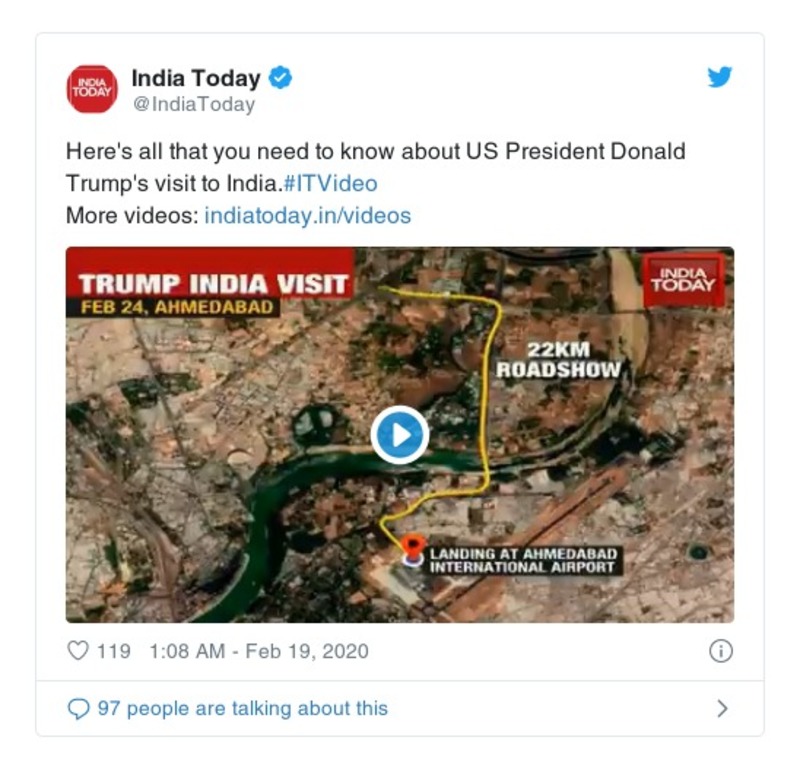 INDIA
TODAY
India Today
@IndiaToday
Here's all that you need to know about US President Donald
Trump's visit to India.#ITVideo
More videos: indiatoday.in/videos
TRUMP INDIA VISIT
FEB 24, AHMEDABAD
INDIA
TODAY
22KM
ROADSHOW
LANDING AT AHMEDABAD
INTERNATIONAL AIRPORT
119 1:08 AM - Feb 19, 2020
97 people are talking about this